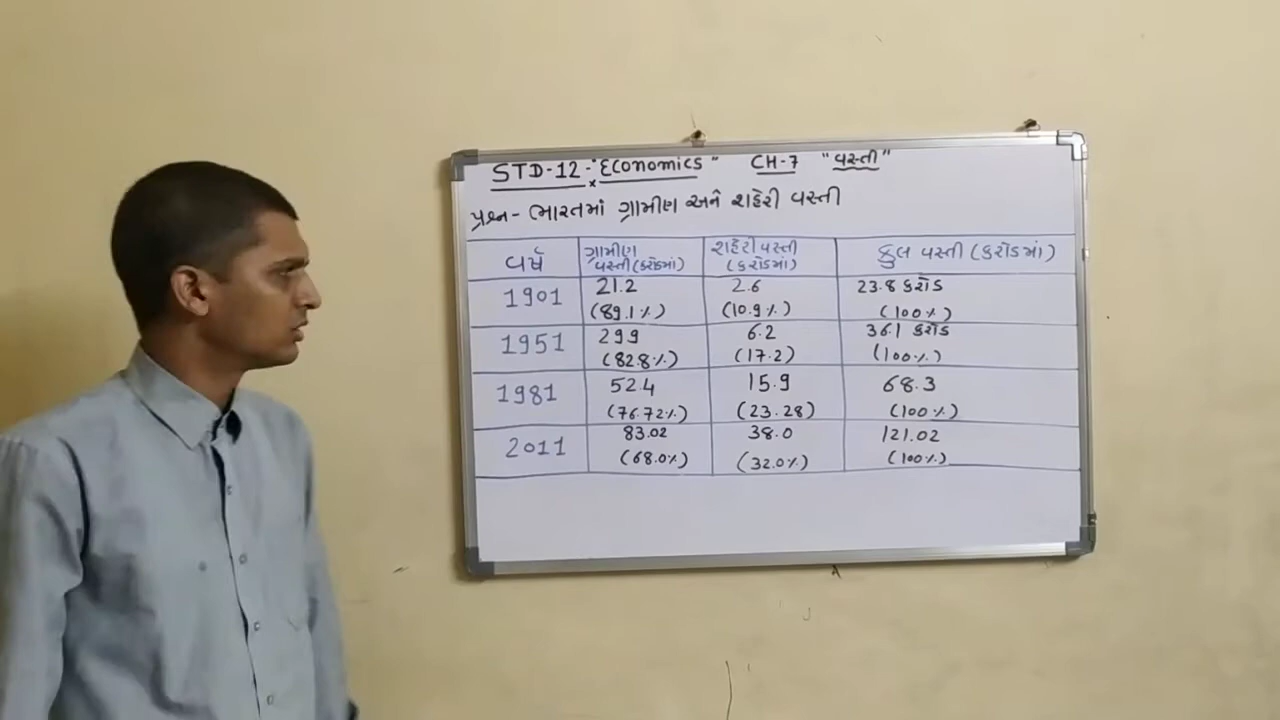 STD-12-"Economics" CH-7 "વસ્તી"
પ્રશ્ન - ભારતમાં ગ્રામીણ અને શહેરી વસ્તી
વર્ષ ગ્રામીણ વસ્તી (કરોડમાં) શહેરી વસ્તી (કરોડમાં) કુલ વસ્તી (કરોડમાં)
1901 21.2 2.6 23.8 કરોડ
(89.1%) (10.9%) (100%)
1951 299 6.2 36.1 કરોડ
(82.8%) (17.2) (100%)
1981 52.4 15.9 68.3
(76.72%) (23.28) (100%)
2011 83.02 38.0 121.02
(68.0%) (32.0%) (100%)